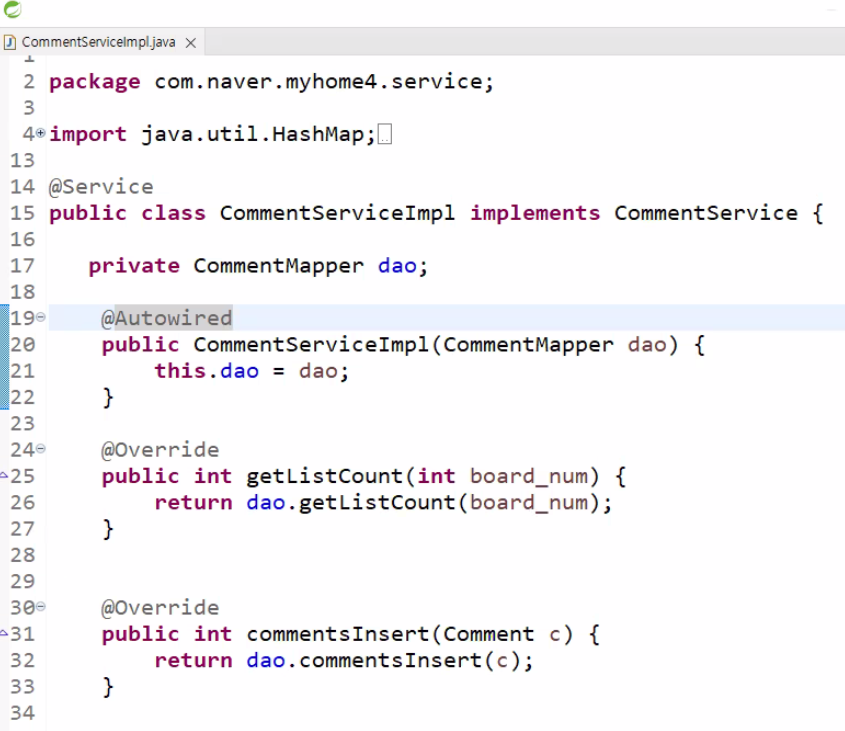 CommentServiceImpl.java
1
2 package com.naver.myhome4.service;
3
4 import java.util.HashMap;
13
14 @Service
15 public class CommentServiceImpl implements CommentService {
16
17 private CommentMapper dao;
18
19 @Autowired
20 public CommentServiceImpl(CommentMapper dao) {
21 this.dao = dao;
22 }
23
24 @Override
25 public int getListCount(int board_num) {
26 return dao.getListCount(board_num);
27 }
28
29
30 @Override
31 public int commentsInsert(Comment c) {
32 return dao.commentsInsert(c);
33 }
34